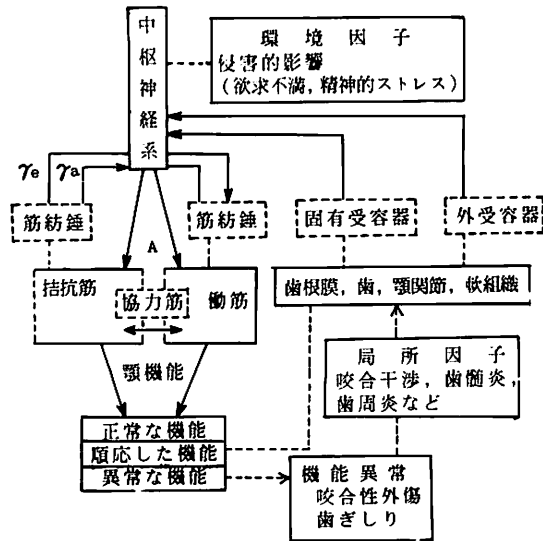 中枢神経系
環境因子
侵害的影響
(欲求不満,精神的ストレス)
γe
γa
筋紡錘
筋紡錘
固有受容器
外受容器
A
拮抗筋
協力筋
働筋
歯根膜,歯,顎関節,軟組織
顎機能
局所因子
咬合干渉,歯髄炎,
歯周炎など
正常な機能
順応した機能
異常な機能
機能異常
咬合性外傷
歯ぎしり